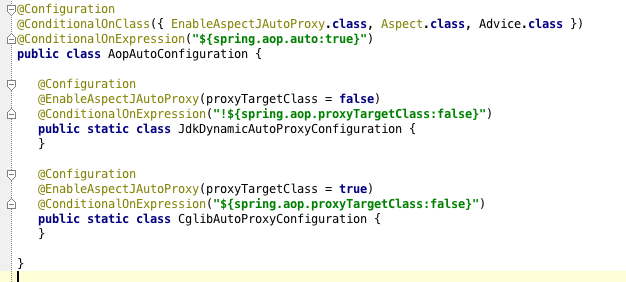 @Configuration
@ConditionalOnClass({ EnableAspectJAutoProxy.class, Aspect.class, Advice.class })
@ConditionalOnExpression("${spring.aop.auto:true}")
public class AopAutoConfiguration {
@Configuration
@EnableAspectJAutoProxy(proxyTargetClass = false)
@ConditionalOnExpression("!${spring.aop.proxyTargetClass:false}")
public static class JdkDynamicAutoProxyConfiguration {
}
@Configuration
@EnableAspectJAutoProxy(proxyTargetClass = true)
@ConditionalOnExpression("${spring.aop.proxyTargetClass:false}")
public static class CglibAutoProxyConfiguration {
}
}